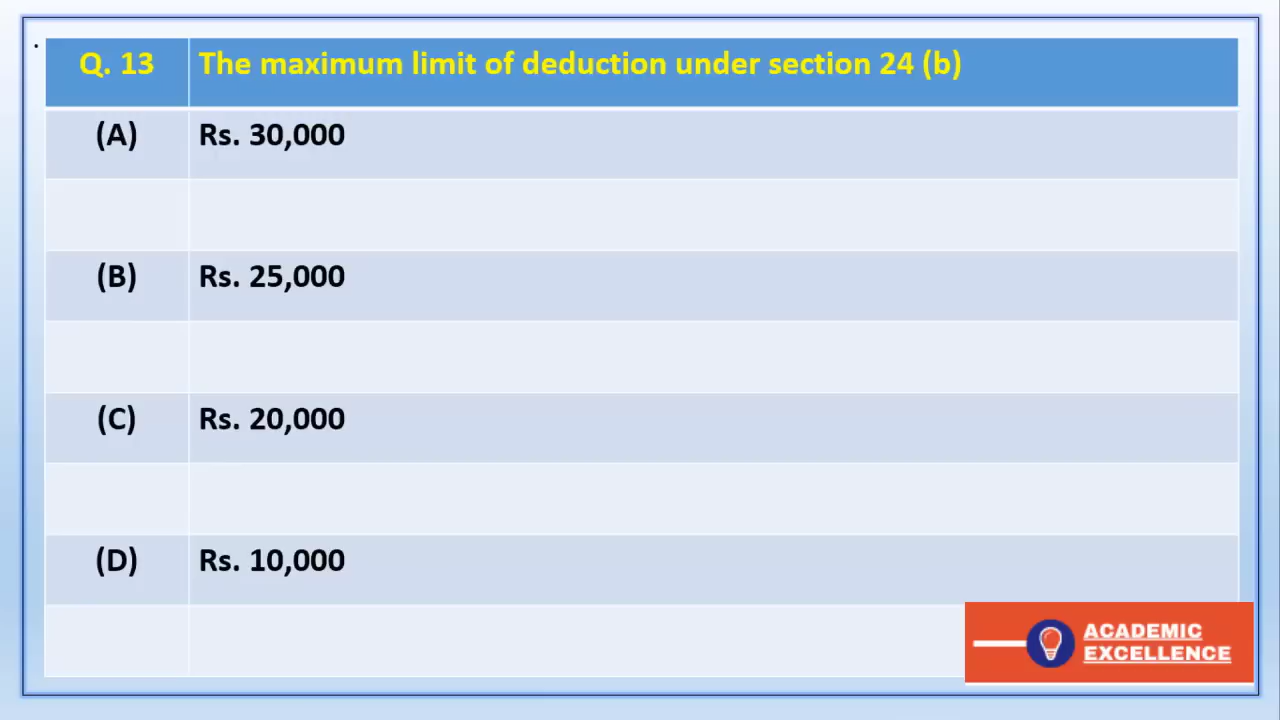 Q. 13 The maximum limit of deduction under section 24 (b)
(A) Rs. 30,000
(B) Rs. 25,000
(C) Rs. 20,000
(D) Rs. 10,000
ACADEMIC
EXCELLENCE